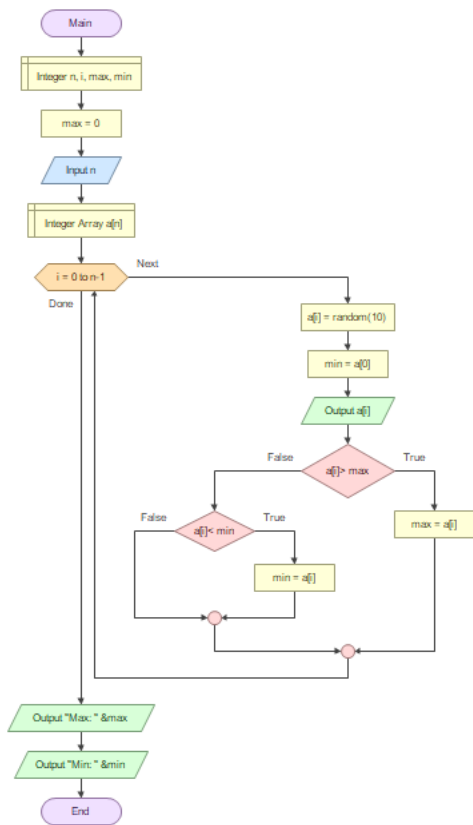 Main
Integer n, i, max, min
max = 0
Input n
Integer Array a[n]
i = 0 to n-1
Next
Done
a[i] = random(10)
min = a[0]
Output a[i]
False
True
a[i]> max
max = a[i]
False
True
a[i]< min
min = a[i]
Output "Max: " &max
Output "Min: " &min
End